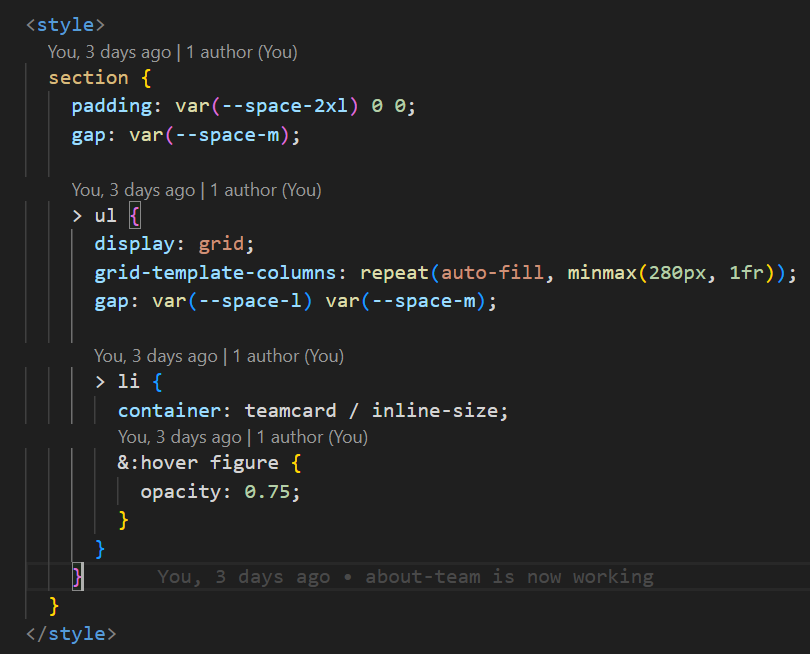 <style>
You, 3 days ago | 1 author (You)
section {
padding: var(--space-2xl) 0 0;
gap: var(--space-m);
You, 3 days ago | 1 author (You)
> ul {
display: grid;
grid-template-columns: repeat(auto-fill, minmax(280px, 1fr));
gap: var(--space-l) var(--space-m);
You, 3 days ago | 1 author (You)
> li {
container: teamcard / inline-size;
You, 3 days ago | 1 author (You)
&:hover figure {
opacity: 0.75;
}
}
} You, 3 days ago • about-team is now working
}
</style>